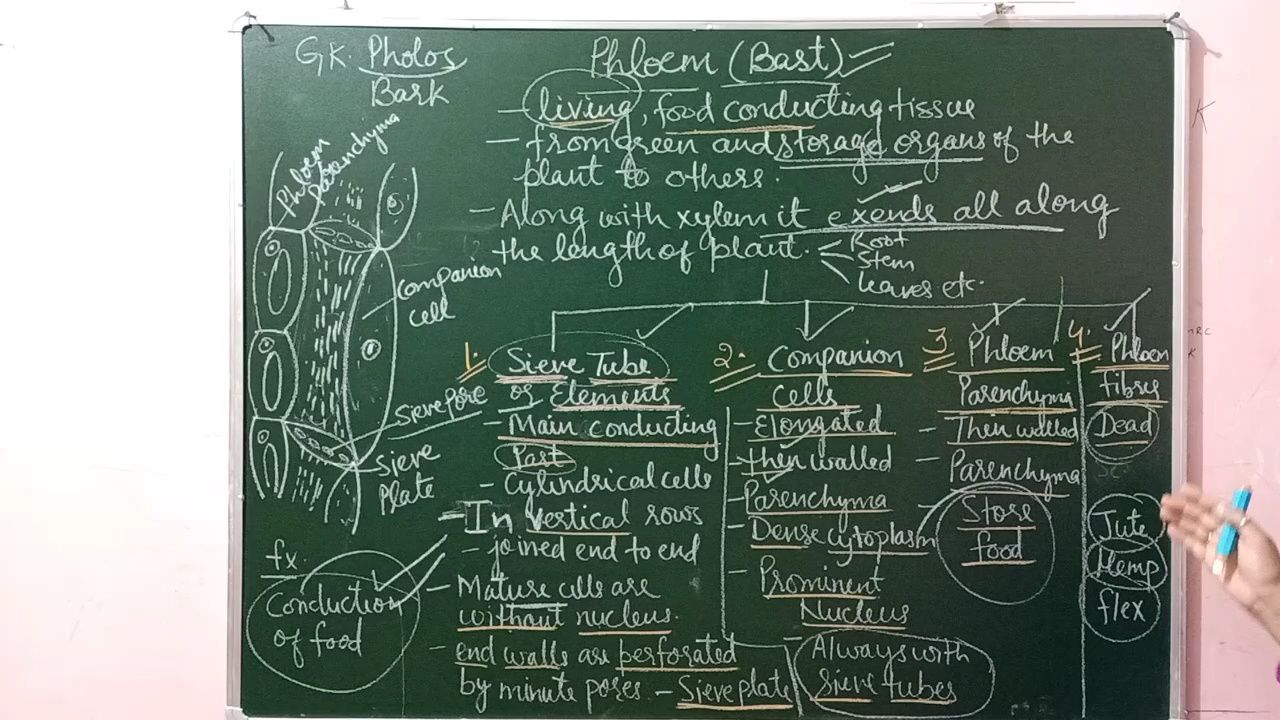 GK. Pholos
Bark
Phloem (Bast)
- living, food conducting tissue
- from green and storage organs of the
plant to others.
- Along with xylem it exends all along
the length of plant.
Root
Stem
leaves etc.
Phloem
parenchyma
companion
cell
Sieve pore
Sieve
Plate
fx.
Conduction
of food
1. Sieve Tube
or Elements
- Main conducting
Part
- Cylindrical cells
- In vertical rows
- joined end to end
- Mature cells are
without nucleus.
- end walls are perforated
by minute pores. - Sieve plate
2. Companion
Cells
- Elongated
- then walled
- Parenchyma
- Dense cytoplasm
- Prominent
Nucleus
- Always with
Sieve tubes
3. Phloem
Parenchyma
- Then walled
- Parenchyma
- Store
food
4. Phloem
fibres
Dead
Jute
Hemp
flex
K